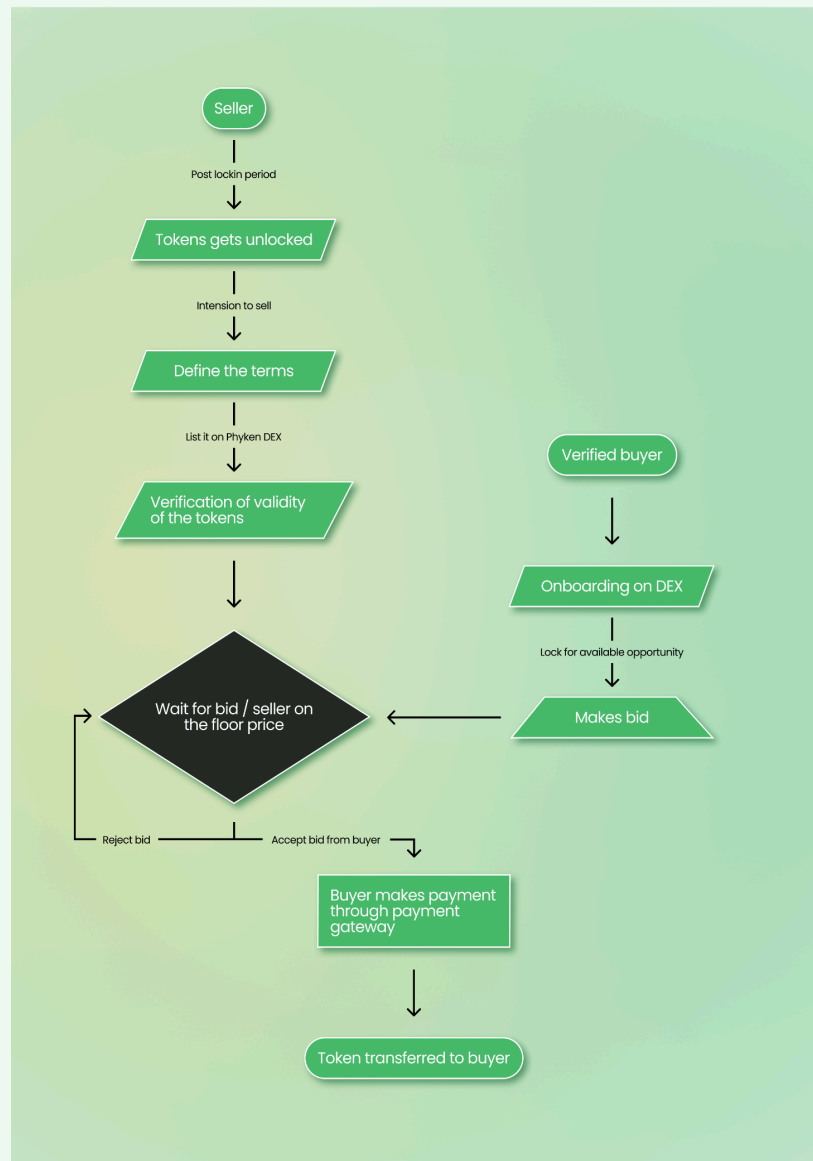 Seller
Post lockin period
Tokens gets unlocked
Intension to sell
Define the terms
List it on Phyken DEX
Verification of validity
of the tokens
Verified buyer
Onboarding on DEX
Lock for available opportunity
Makes bid
Wait for bid / seller on
the floor price
Reject bid
Accept bid from buyer
Buyer makes payment
through payment
gateway
Token transferred to buyer